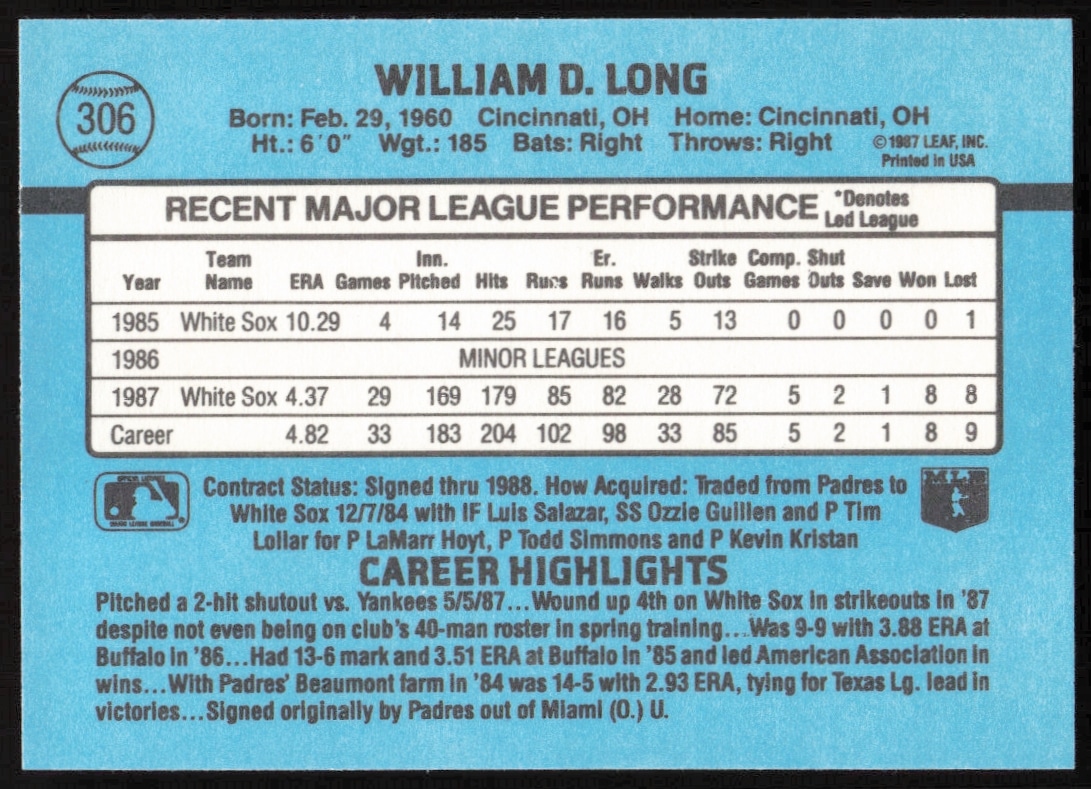 306
WILLIAM D. LONG
Born: Feb. 29, 1960 Cincinnati, OH Home: Cincinnati, OH
Ht.: 6'0" Wgt.: 185 Bats: Right Throws: Right
©1987 LEAF, INC.
Printed in USA
RECENT MAJOR LEAGUE PERFORMANCE
*Denotes
Led League
Year Team Name ERA Games Inn. Pitched Hits Runs Er. Runs Walks Strike Outs Comp. Games Shut Outs Save Won Lost
1985 White Sox 10.29 4 14 25 17 16 5 13 0 0 0 0 1
1986 MINOR LEAGUES
1987 White Sox 4.37 29 169 179 85 82 28 72 5 2 1 8 8
Career 4.82 33 183 204 102 98 33 85 5 2 1 8 9
MLB
Contract Status: Signed thru 1988. How Acquired: Traded from Padres to
White Sox 12/7/84 with IF Luis Salazar, SS Ozzie Guillen and P Tim
Lollar for P LaMarr Hoyt, P Todd Simmons and P Kevin Kristan
CAREER HIGHLIGHTS
Pitched a 2-hit shutout vs. Yankees 5/5/87...Wound up 4th on White Sox in strikeouts in '87
despite not even being on club's 40-man roster in spring training...Was 9-9 with 3.88 ERA at
Buffalo in '86...Had 13-6 mark and 3.51 ERA at Buffalo in '85 and led American Association in
wins...With Padres' Beaumont farm in '84 was 14-5 with 2.93 ERA, tying for Texas Lg. lead in
victories...Signed originally by Padres out of Miami (O.) U.